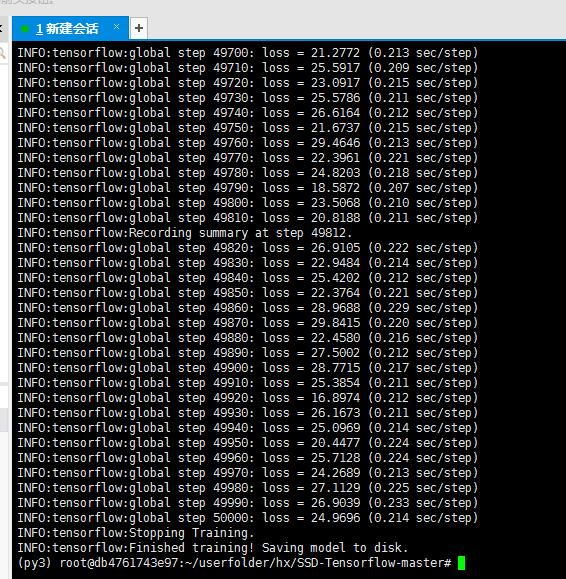 1 新建会话
INFO:tensorflow:global step 49700: loss = 21.2772 (0.213 sec/step)
INFO:tensorflow:global step 49710: loss = 25.5917 (0.209 sec/step)
INFO:tensorflow:global step 49720: loss = 23.0917 (0.215 sec/step)
INFO:tensorflow:global step 49730: loss = 25.5786 (0.211 sec/step)
INFO:tensorflow:global step 49740: loss = 26.6164 (0.212 sec/step)
INFO:tensorflow:global step 49750: loss = 21.6737 (0.215 sec/step)
INFO:tensorflow:global step 49760: loss = 29.4646 (0.213 sec/step)
INFO:tensorflow:global step 49770: loss = 22.3961 (0.221 sec/step)
INFO:tensorflow:global step 49780: loss = 24.8203 (0.218 sec/step)
INFO:tensorflow:global step 49790: loss = 18.5872 (0.207 sec/step)
INFO:tensorflow:global step 49800: loss = 23.5068 (0.210 sec/step)
INFO:tensorflow:global step 49810: loss = 20.8188 (0.211 sec/step)
INFO:tensorflow:Recording summary at step 49812.
INFO:tensorflow:global step 49820: loss = 26.9105 (0.222 sec/step)
INFO:tensorflow:global step 49830: loss = 22.9484 (0.214 sec/step)
INFO:tensorflow:global step 49840: loss = 25.4202 (0.212 sec/step)
INFO:tensorflow:global step 49850: loss = 22.3764 (0.221 sec/step)
INFO:tensorflow:global step 49860: loss = 28.9688 (0.229 sec/step)
INFO:tensorflow:global step 49870: loss = 29.8415 (0.220 sec/step)
INFO:tensorflow:global step 49880: loss = 22.4580 (0.216 sec/step)
INFO:tensorflow:global step 49890: loss = 27.5002 (0.212 sec/step)
INFO:tensorflow:global step 49900: loss = 28.7715 (0.217 sec/step)
INFO:tensorflow:global step 49910: loss = 25.3854 (0.211 sec/step)
INFO:tensorflow:global step 49920: loss = 16.8974 (0.212 sec/step)
INFO:tensorflow:global step 49930: loss = 26.1673 (0.211 sec/step)
INFO:tensorflow:global step 49940: loss = 25.0969 (0.214 sec/step)
INFO:tensorflow:global step 49950: loss = 20.4477 (0.224 sec/step)
INFO:tensorflow:global step 49960: loss = 25.7128 (0.224 sec/step)
INFO:tensorflow:global step 49970: loss = 24.2689 (0.213 sec/step)
INFO:tensorflow:global step 49980: loss = 27.1129 (0.225 sec/step)
INFO:tensorflow:global step 49990: loss = 26.9039 (0.233 sec/step)
INFO:tensorflow:global step 50000: loss = 24.9696 (0.214 sec/step)
INFO:tensorflow:Stopping Training.
INFO:tensorflow:Finished training! Saving model to disk.
(py3) root@db4761743e97:~/userfolder/hx/SSD-Tensorflow-master#